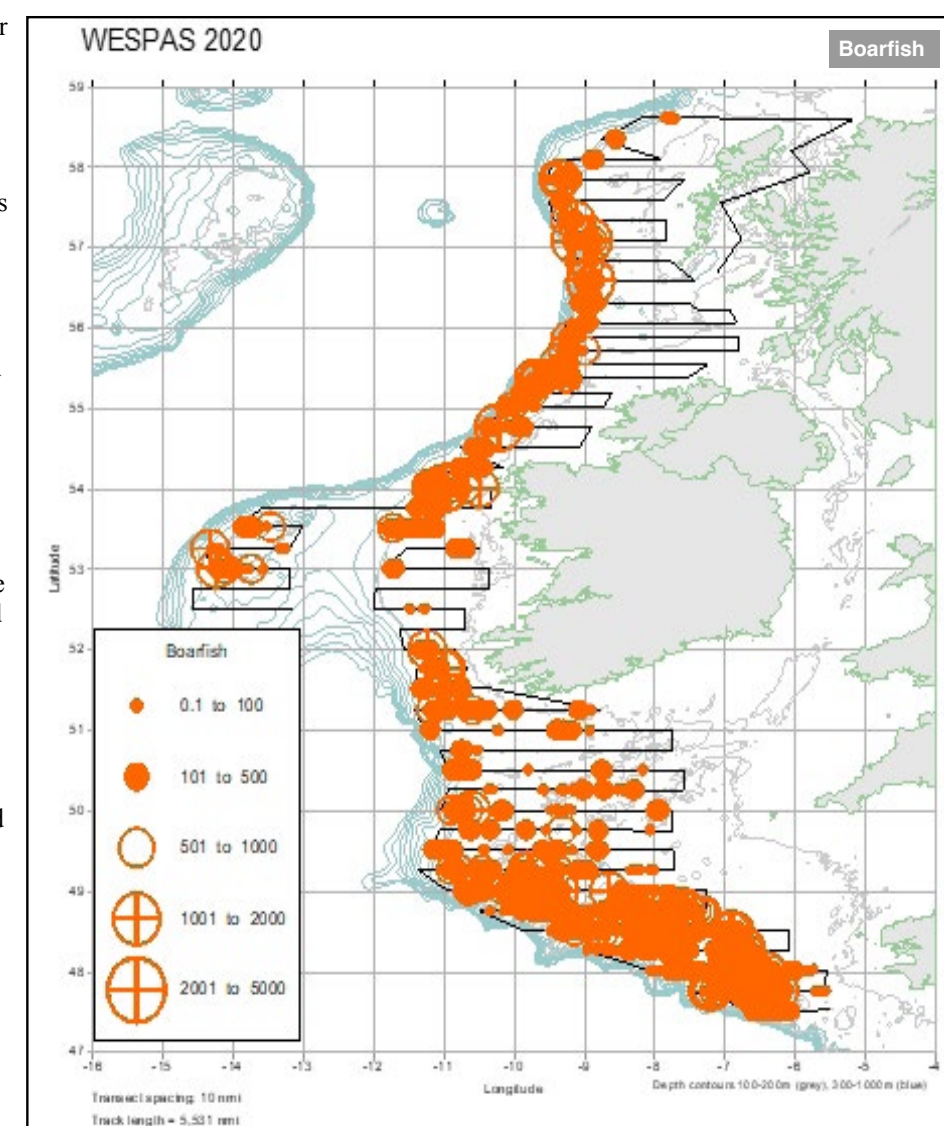 r
s
e
d
WESPAS 2020
Boarfish
59
58
57
56
55
54
53
52
51
50
49
48
47
Latitude
Boarfish
0.1 to 100
101 to 500
501 to 1000
1001 to 2000
2001 to 5000
-16 -15 -14 -13 -12 -11 -10 -9 -8 -7 -6 -5 -4
Longitude
Depth contours 100-200m (grey), 300-1000m (blue)
Transect spacing: 10 nmi
Track length = 5,531 nmi